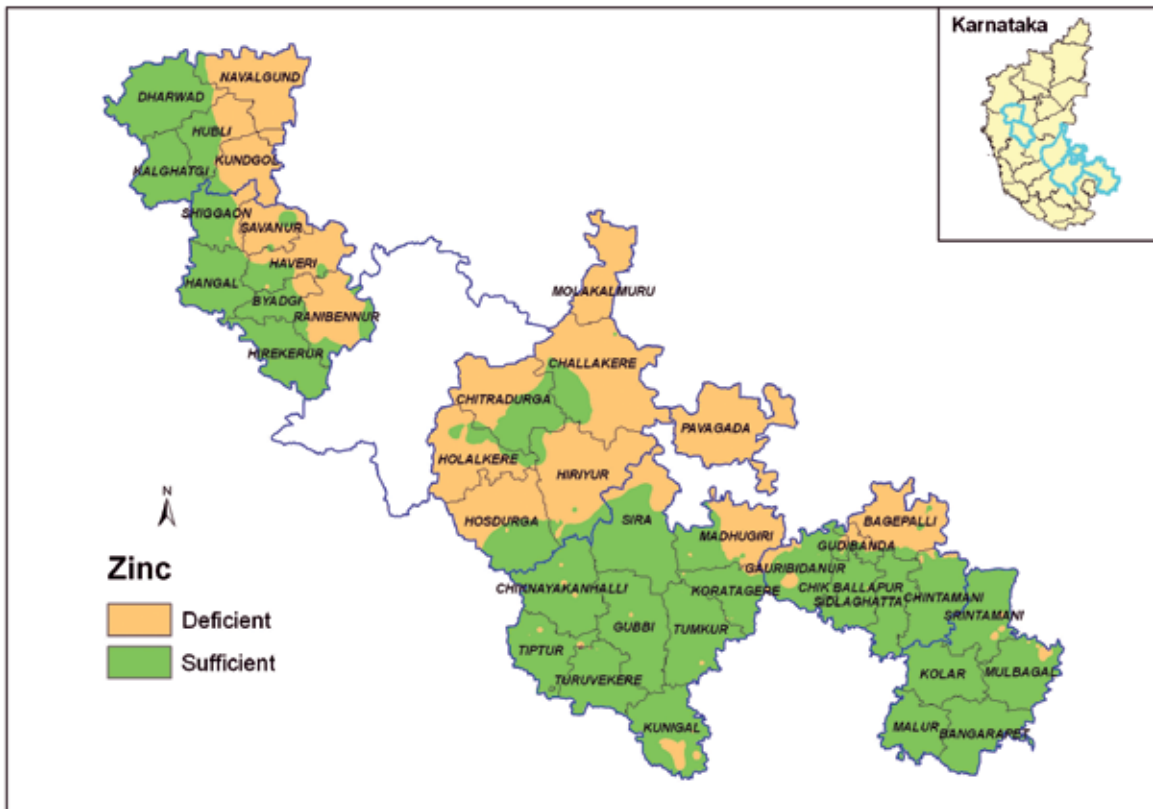 Karnataka
NAVALGUND
DHARWAD
HUBLI
KUNDGOL
KALGHATGI
SHIGGAON
SAVANUR
HAVERI
HANGAL
BYADGI
RANIBENNUR
HIREKERUR
MOLAKALMURU
CHALLAKERE
CHITRADURGA
PAVAGADA
HOLALKERE
HIRIYUR
HOSDURGA
SIRA
MADHUGIRI
BAGEPALLI
GUDIBANDA
GAURIBIDANUR
CHIKNAYAKANHALLI
KORATAGERE
CHIK BALLAPUR
SIDLAGHATTA
CHINTAMANI
SRINTAMANI
GUBBI
TUMKUR
TIPTUR
TURUVEKERE
KOLAR
MULBAGAL
KUNIGAL
MALUR
BANGARAPET
N
Zinc
Deficient
Sufficient